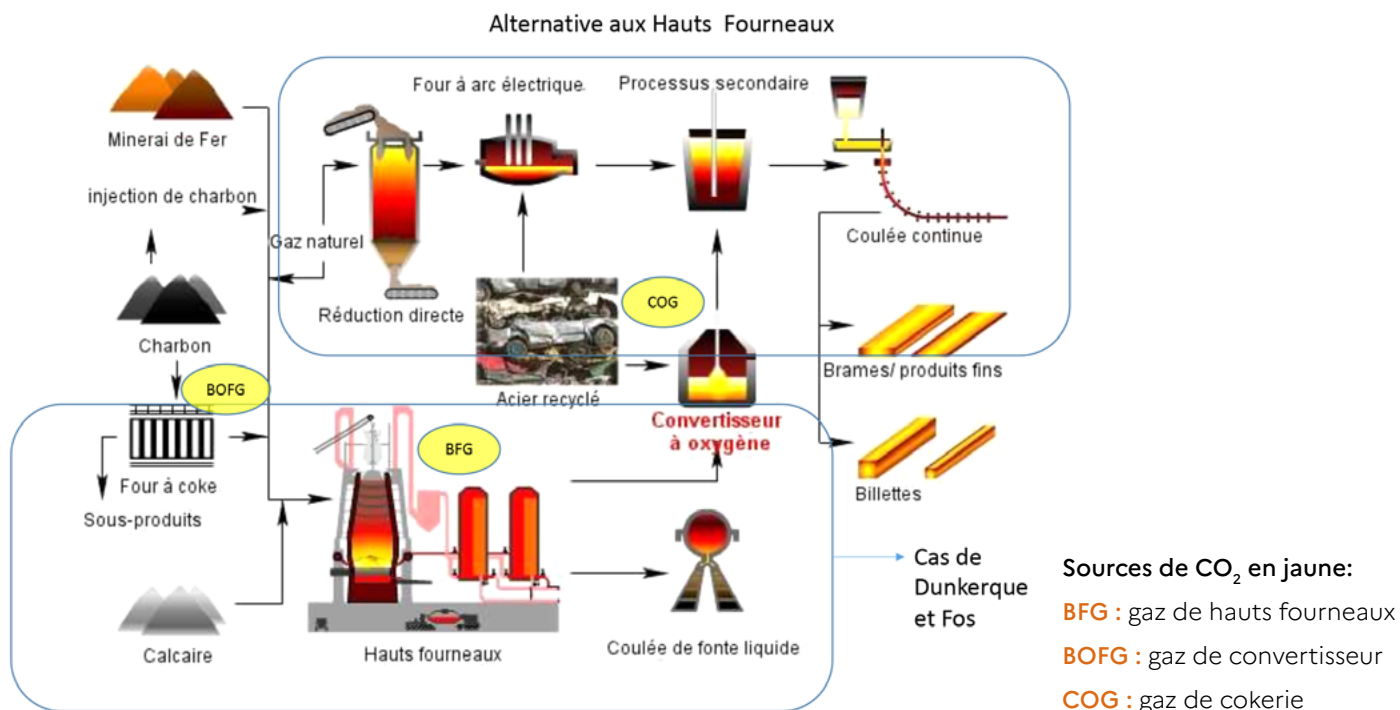 Alternative aux Hauts Fourneaux
Minerai de Fer
injection de charbon
Charbon
Gaz naturel
Réduction directe
Four à arc électique.
Processus secondaire
Coulée continue
COG
Acier recyclé
Convertisseur
à oxygène
Brames/ produits fins
Billettes
BOFG
Four à coke
Sous-produits
Calcaire
BFG
Hauts fourneaux
Coulée de fonte liquide
Cas de
Dunkerque
et Fos
Sources de CO₂ en jaune:
BFG : gaz de hauts fourneaux
BOFG : gaz de convertisseur
COG : gaz de cokerie